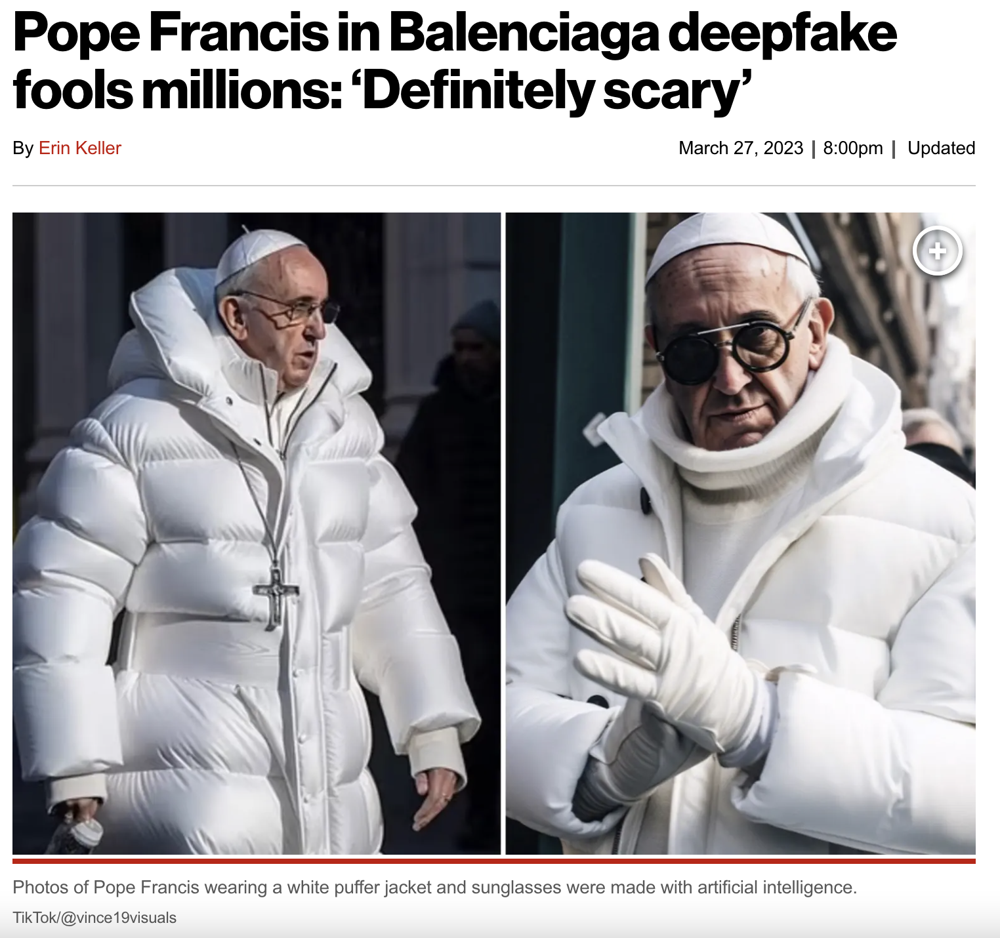 Pope Francis in Balenciaga deepfake
fools millions: ‘Definitely scary’
By Erin Keller
March 27, 2023 | 8:00pm | Updated
Photos of Pope Francis wearing a white puffer jacket and sunglasses were made with artificial intelligence.
TikTok/@vince19visuals